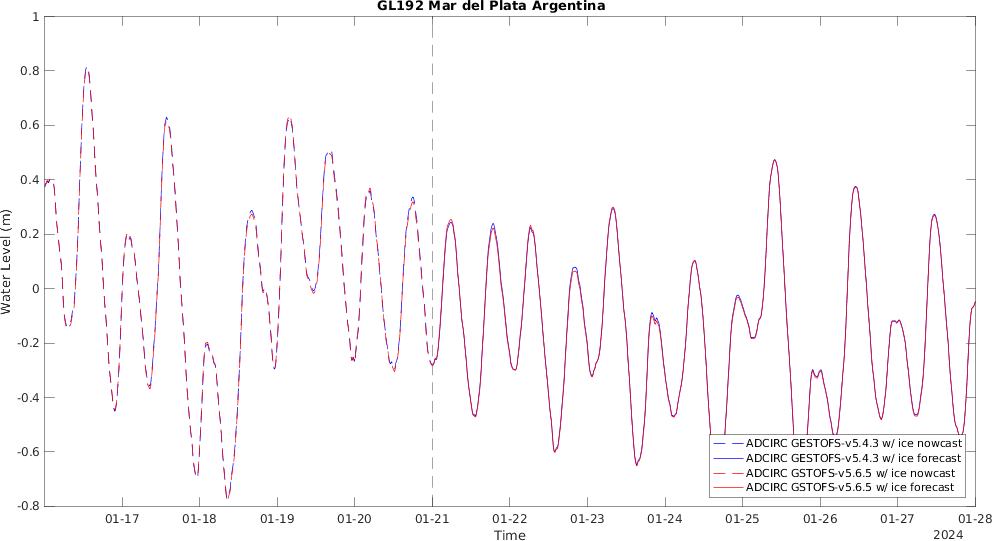 GL192 Mar del Plata Argentina
1
0.8
0.6
0.4
0.2
0
-0.2
-0.4
-0.6
-0.8
Water Level (m)
ADCIRC GESTOFS-v5.4.3 w/ ice nowcast
ADCIRC GESTOFS-v5.4.3 w/ ice forecast
ADCIRC GSTOFS-v5.6.5 w/ ice nowcast
ADCIRC GSTOFS-v5.6.5 w/ ice forecast
01-17 01-18 01-19 01-20 01-21 01-22 01-23 01-24 01-25 01-26 01-27 01-28
Time
2024